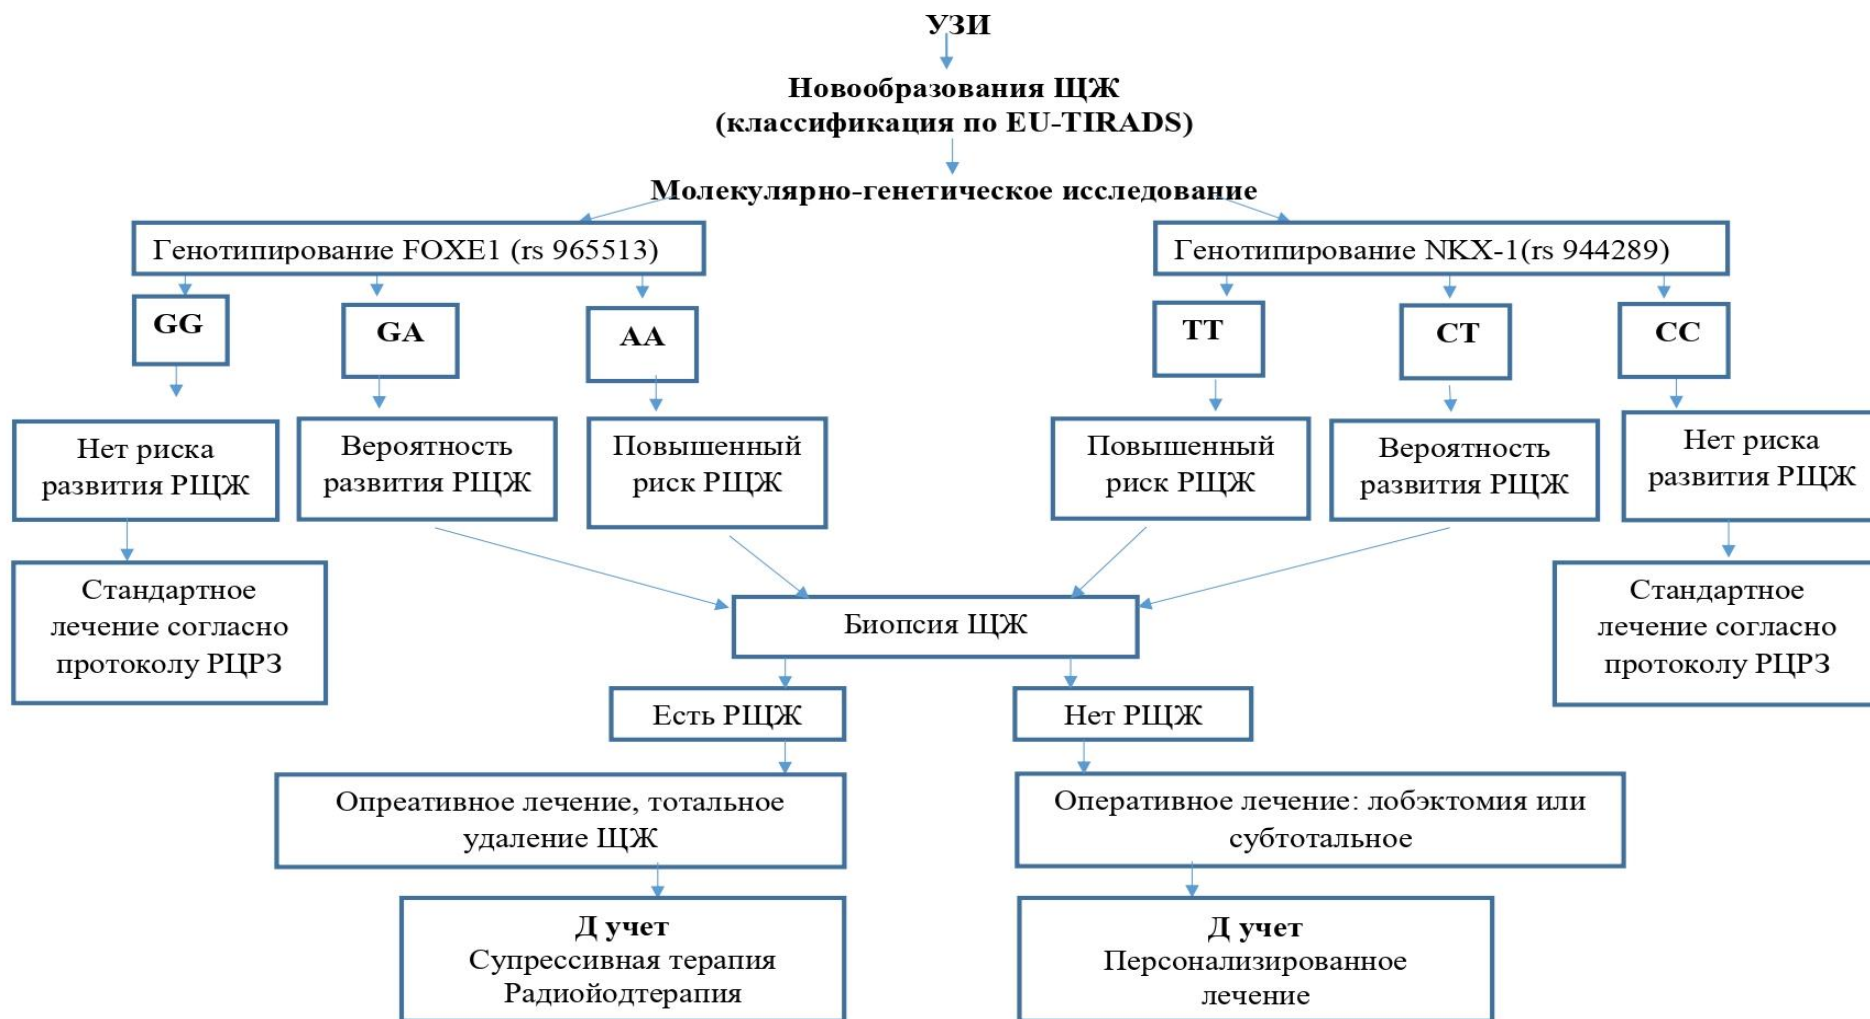 УЗИ
Новообразования ЩЖ
(классификация по EU-TIRADS)
Молекулярно-генетическое исследование
Генотипирование FOXE1 (rs 965513)
Генотипирование NKX-1(rs 944289)
GG
GA
AA
TT
CT
CC
Нет риска
развития РЩЖ
Вероятность
развития РЩЖ
Повышенный
риск РЩЖ
Повышенный
риск РЩЖ
Вероятность
развития РЩЖ
Нет риска
развития РЩЖ
Стандартное
лечение согласно
протоколу РЦРЗ
Биопсия ЩЖ
Стандартное
лечение согласно
протоколу РЦРЗ
Есть РЩЖ
Нет РЩЖ
Опреативное лечение, тотальное
удаление ЩЖ
Оперативное лечение: лобэктомия или
субтотальное
Д учет
Супрессивная терапия
Радиойодтерапия
Д учет
Персонализированное
лечение